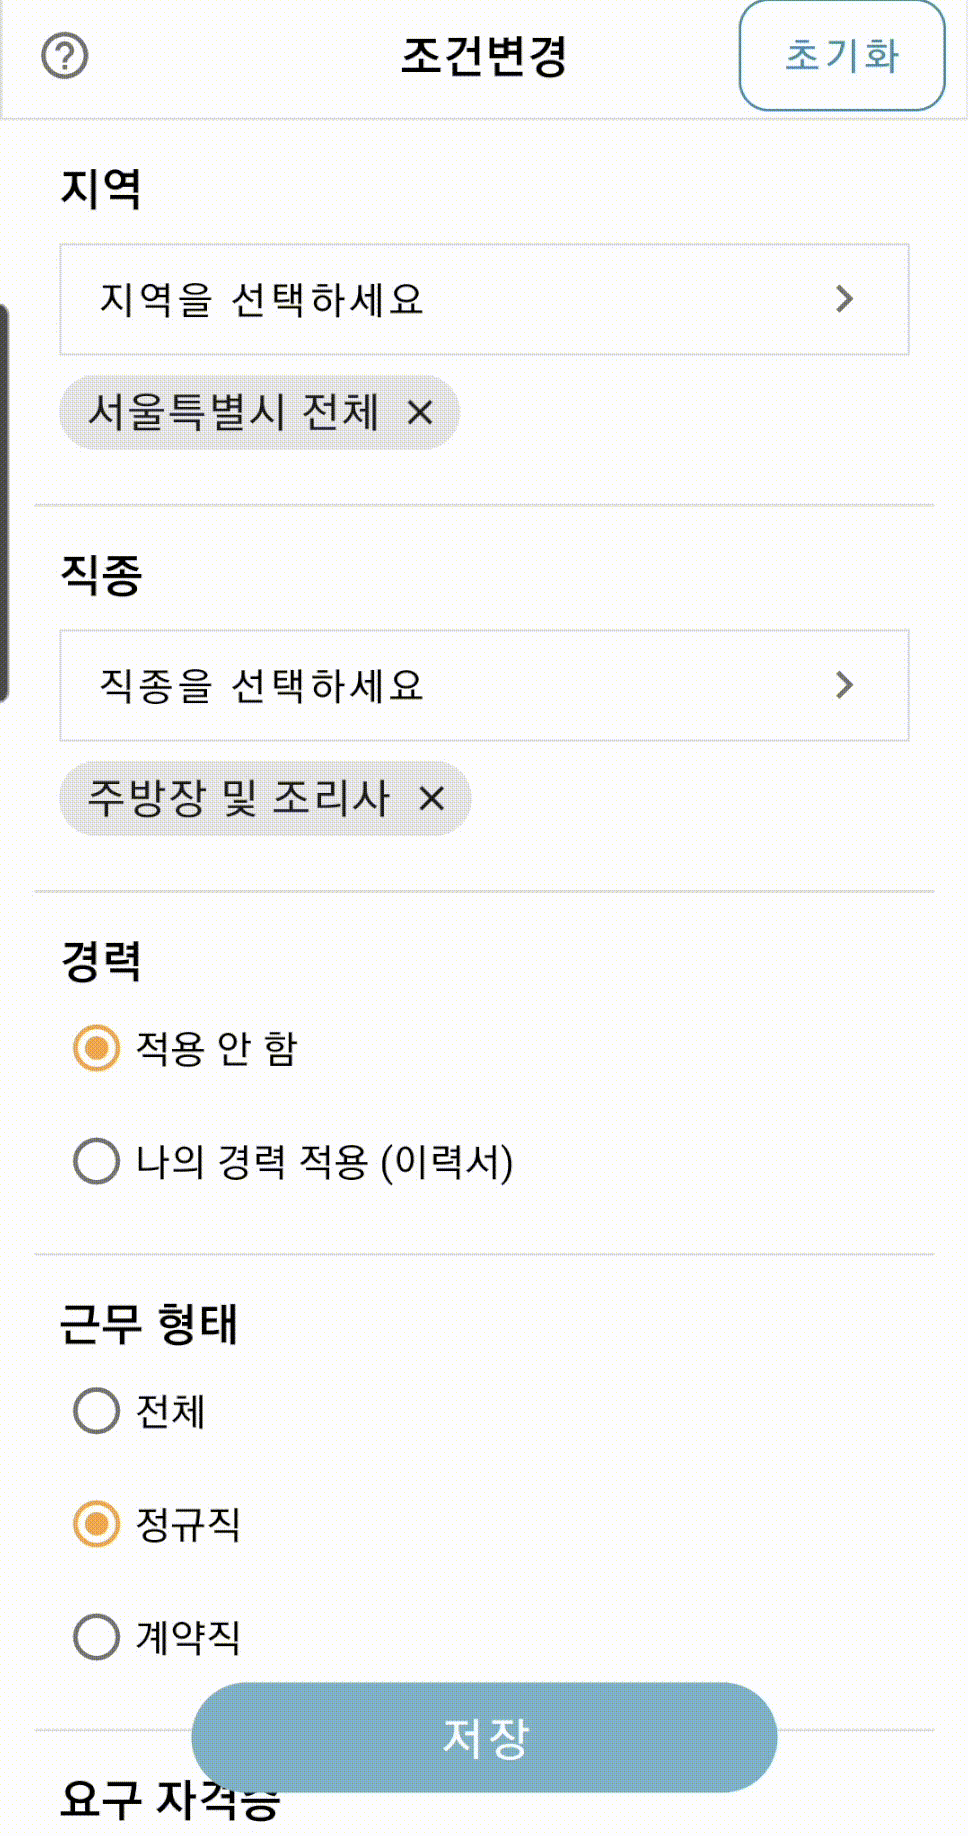 조건변경
초기화
지역
지역을 선택하세요
서울특별시 전체 ×
직종
직종을 선택하세요
주방장 및 조리사 ×
경력
적용 안 함
나의 경력 적용 (이력서)
근무 형태
전체
정규직
계약직
저장
요구 자격증